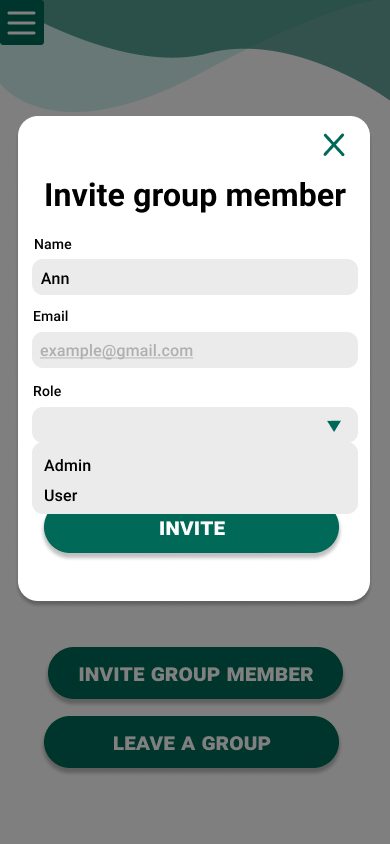 Invite group member
Name
Ann
Email
example@gmail.com
Role
Admin
User
INVITE
INVITE GROUP MEMBER
LEAVE A GROUP